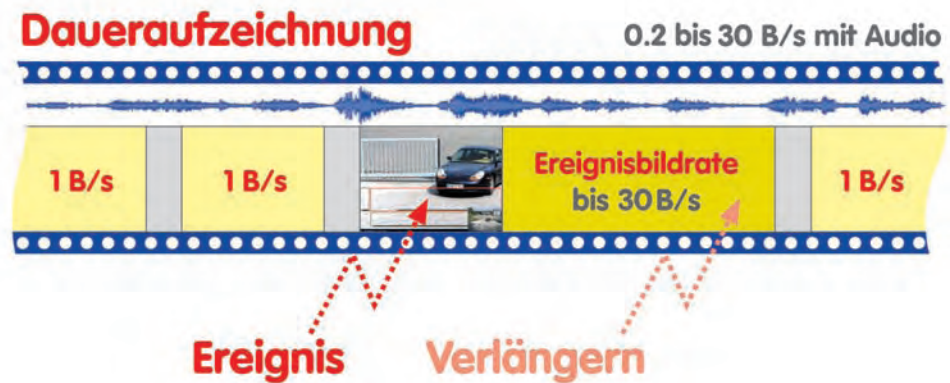 Daueraufzeichnung
0.2 bis 30 B/s mit Audio
1 B/s
1 B/s
Ereignisbildrate
bis 30 B/s
1 B/s
Ereignis
Verlängern